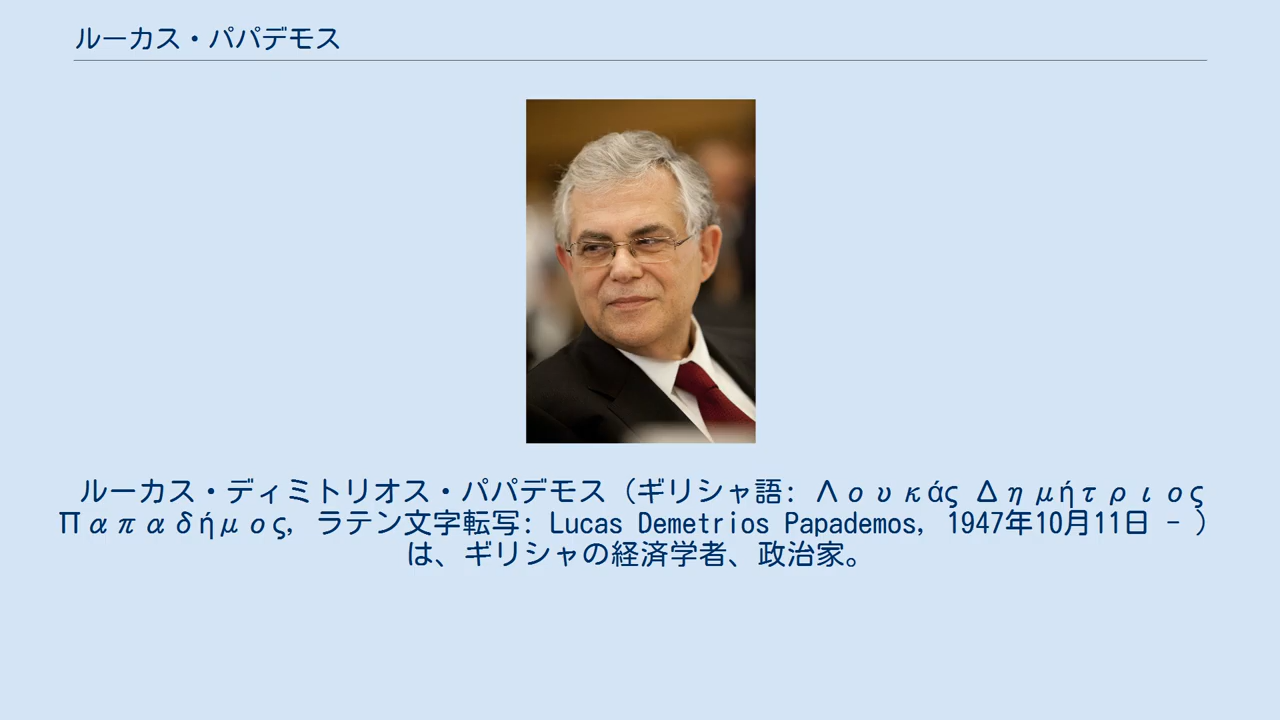 ルーカス・パパデモス
ルーカス・ディミトリオス・パパデモス（ギリシャ語: Λουκάς Δημήτριος
Παπαδήμος, ラテン文字転写: Lucas Demetrios Papademos, 1947年10月11日 - ）
は、ギリシャの経済学者、政治家。